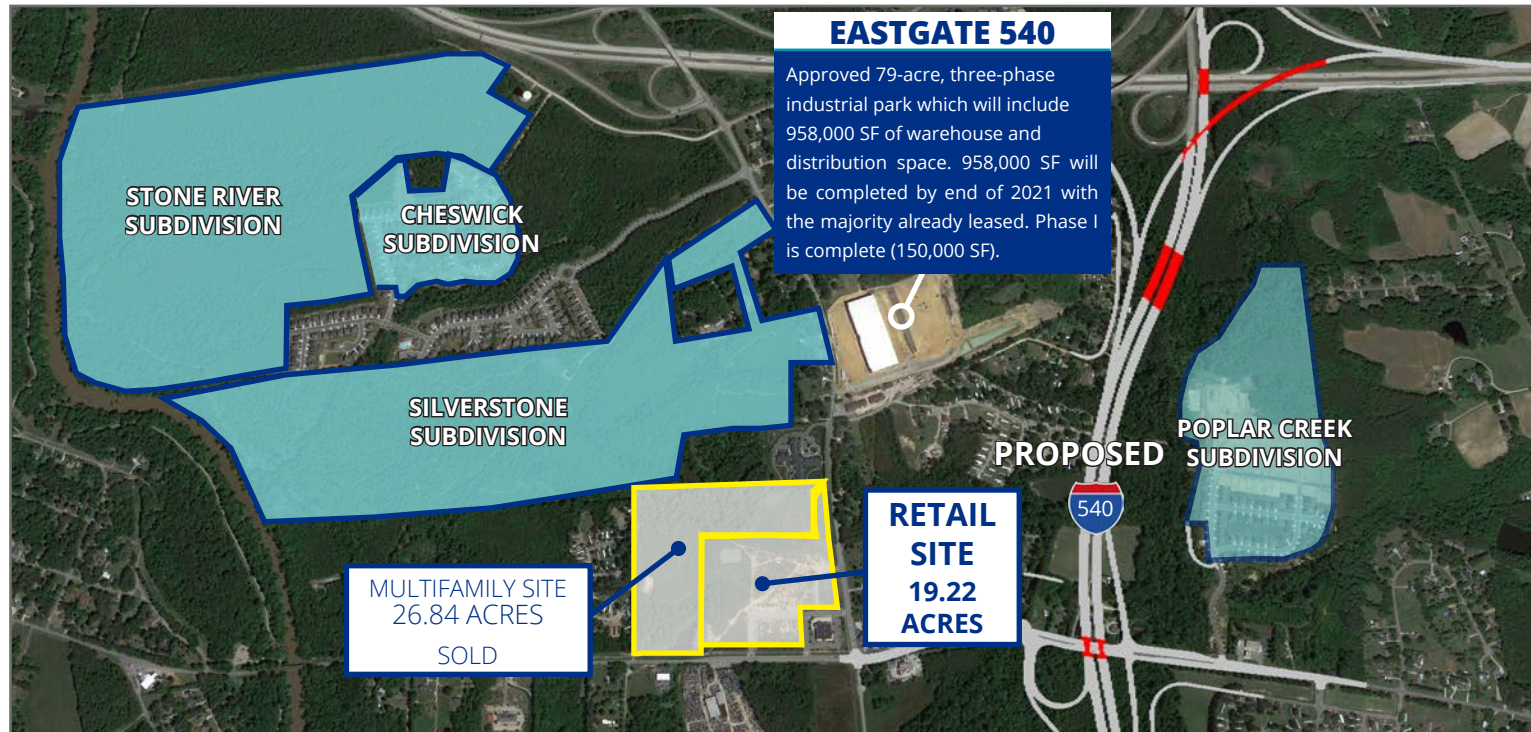 EASTGATE 540
Approved 79-acre, three-phase
industrial park which will include
958,000 SF of warehouse and
distribution space. 958,000 SF will
be completed by end of 2021 with
the majority already leased. Phase I
is complete (150,000 SF).
STONE RIVER
SUBDIVISION
CHESWICK
SUBDIVISION
SILVERSTONE
SUBDIVISION
POPLAR CREEK
SUBDIVISION
PROPOSED
540
RETAIL
SITE
19.22
ACRES
MULTIFAMILY SITE
26.84 ACRES
SOLD